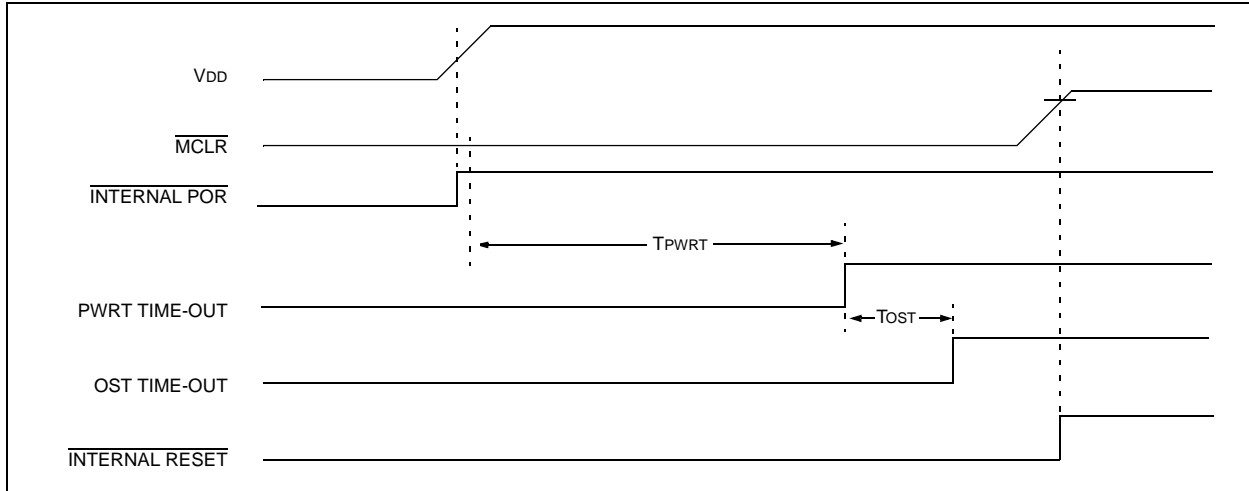 VDD
MCLR
INTERNAL POR
TPWRT
PWRT TIME-OUT
TOST
OST TIME-OUT
INTERNAL RESET